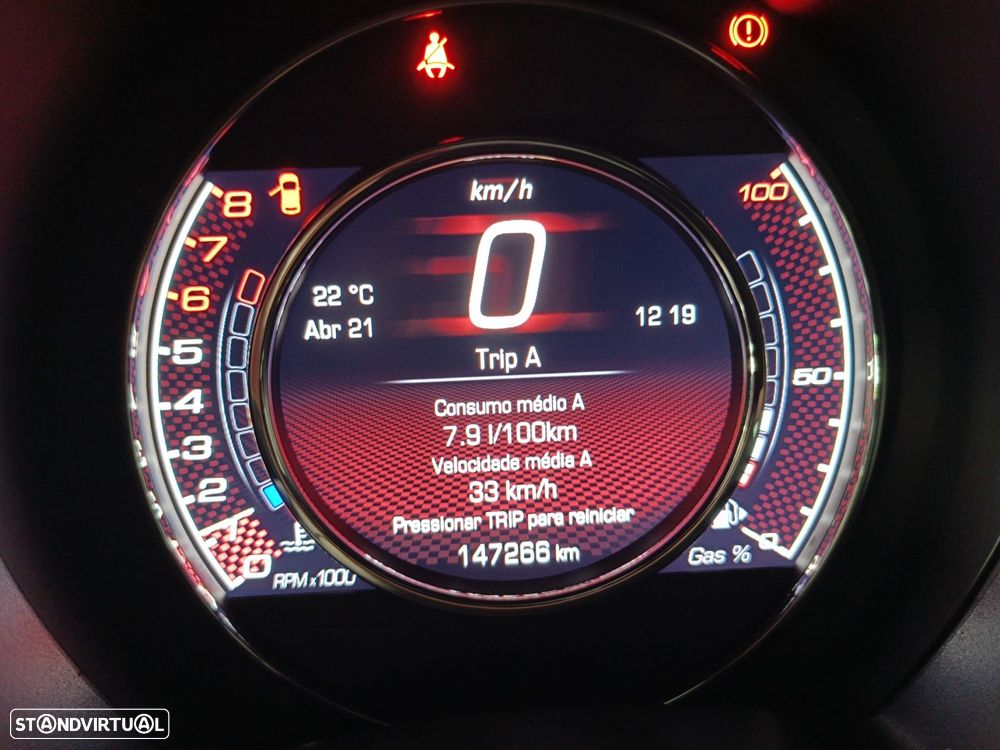 km/h
0
22 °C
Abr 21
12 19
Trip A
Consumo médio A
7.9 l/100km
Velocidade média A
33 km/h
Pressionar TRIP para reiniciar
147266 km
8
7
6
5
4
3
2
1
0
RPM x1000
100
50
0
Gas %
STANDVIRTUAL